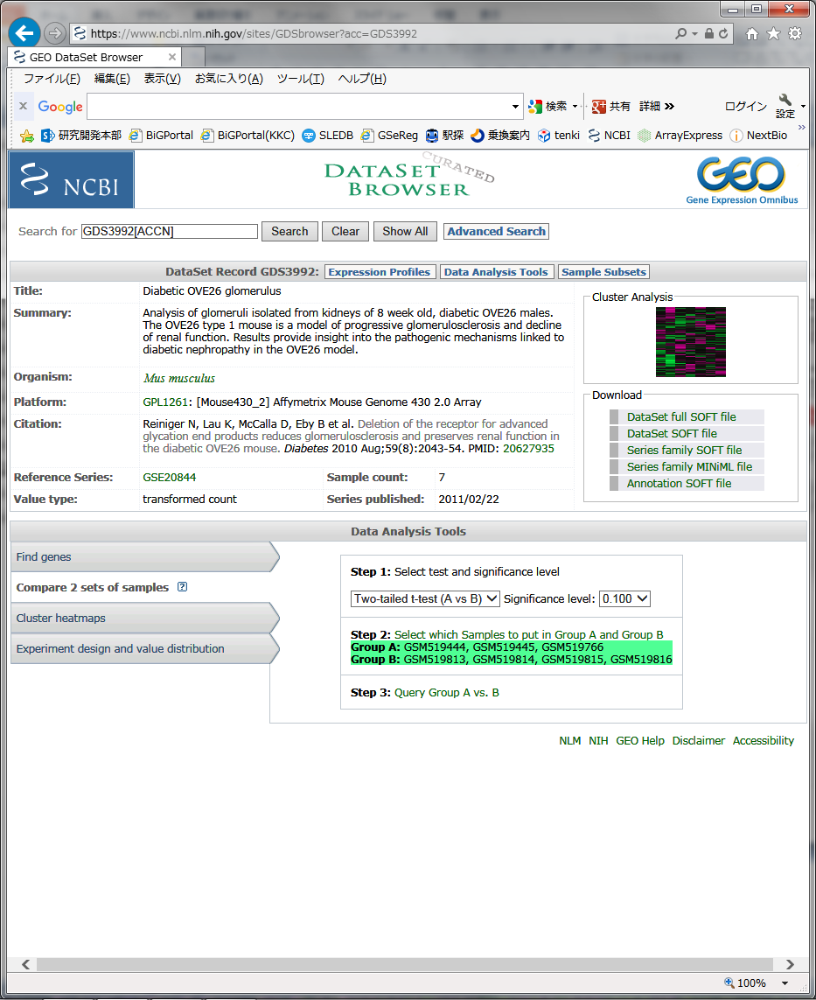 https://www.ncbi.nlm.nih.gov/sites/GDSbrowser?acc=GDS3992
GEO DataSet Browser
ファイル(F) 編集(E) 表示(V) お気に入り(A) ツール(T) ヘルプ(H)
x Google 検索 共有 詳細 ログイン 設定
研究開発本部 BiGPortal BiGPortal(KKC) SLEDB GSeReg 駅探 乗換案内 tenki NCBI ArrayExpress NextBio
NCBI
DATASET BROWSER
CURATED
GEO
Gene Expression Omnibus
Search for GDS3992[ACCN] Search Clear Show All Advanced Search
DataSet Record GDS3992: Expression Profiles Data Analysis Tools Sample Subsets
Title: Diabetic OVE26 glomerulus
Summary: Analysis of glomeruli isolated from kidneys of 8 week old, diabetic OVE26 males.
The OVE26 type 1 mouse is a model of progressive glomerulosclerosis and decline
of renal function. Results provide insight into the pathogenic mechanisms linked to
diabetic nephropathy in the OVE26 model.
Organism: Mus musculus
Platform: GPL1261: [Mouse430_2] Affymetrix Mouse Genome 430 2.0 Array
Citation: Reiniger N, Lau K, McCalla D, Eby B et al. Deletion of the receptor for advanced
glycation end products reduces glomerulosclerosis and preserves renal function in
the diabetic OVE26 mouse. Diabetes 2010 Aug;59(8):2043-54. PMID: 20627935
Reference Series: GSE20844 Sample count: 7
Value type: transformed count Series published: 2011/02/22
Cluster Analysis
Download
DataSet full SOFT file
DataSet SOFT file
Series family SOFT file
Series family MINiML file
Annotation SOFT file
Data Analysis Tools
Find genes
Compare 2 sets of samples ?
Cluster heatmaps
Experiment design and value distribution
Step 1: Select test and significance level
Two-tailed t-test (A vs B) Significance level: 0.100
Step 2: Select which Samples to put in Group A and Group B
Group A: GSM519444, GSM519445, GSM519766
Group B: GSM519813, GSM519814, GSM519815, GSM519816
Step 3: Query Group A vs. B
NLM NIH GEO Help Disclaimer Accessibility
100%